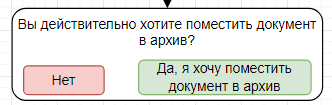 Вы действительно хотите поместить документ
в архив?
Нет
Да, я хочу поместить
документ в архив